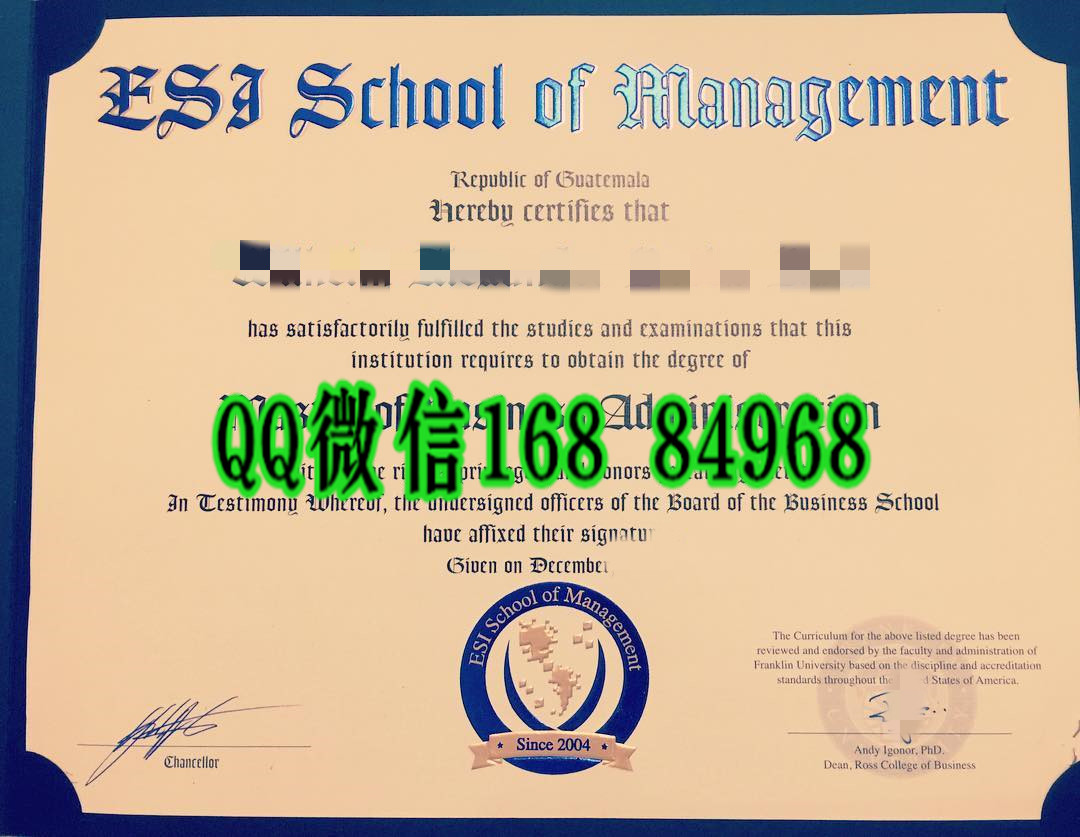 ESI School of Management
Republic of Guatemala
Hereby certifies that
has satisfactorily fulfilled the studies and examinations that this
institution requires to obtain the degree of
QQ微信168 84968
In Testimony Whereof, the undersigned officers of the Board of the Business School
have affixed their
Given on December
ESI School of Management
Since 2004
Chancellor
The Curriculum for the above listed degree has been
reviewed and endorsed by the faculty and administration of
Franklin University based on the discipline and accreditation
standards throughout the States of America.
Andy Igonor, PhD.
Dean, Ross College of Business